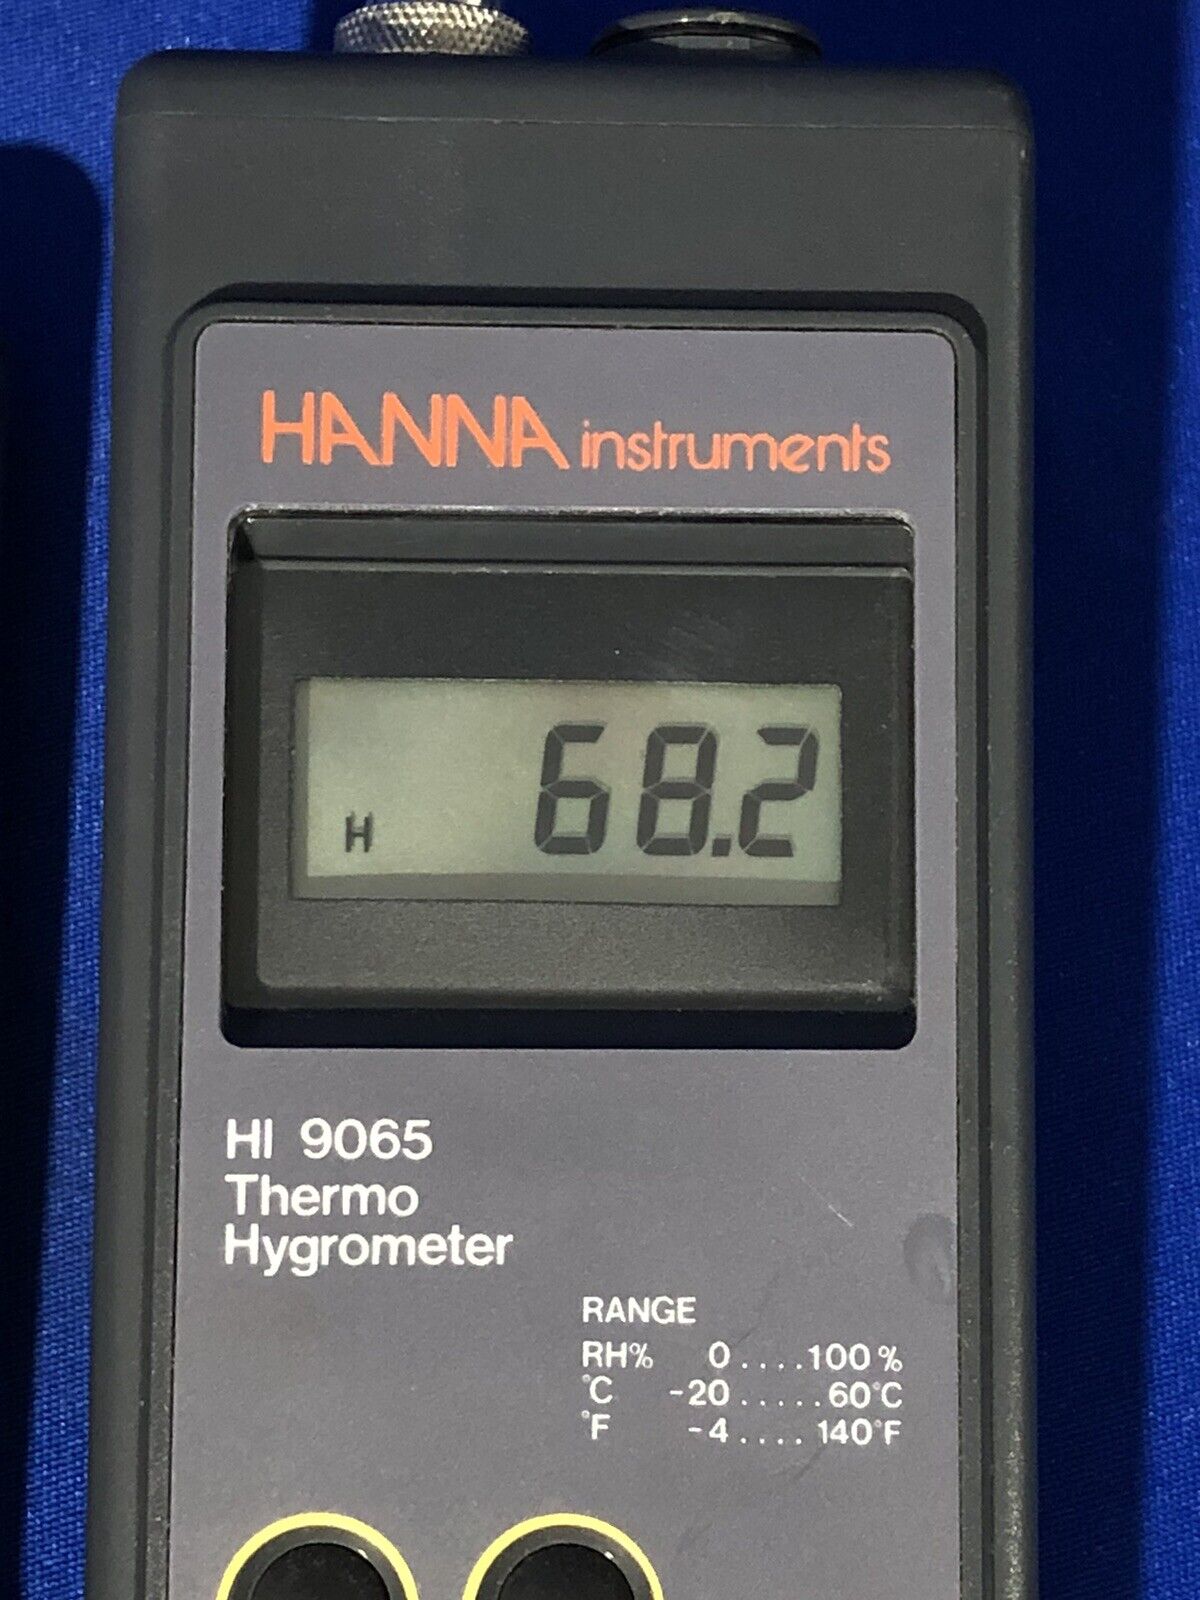 HANNA instruments
H 68.2
HI 9065
Thermo
Hygrometer
RANGE
RH% 0....100%
°C -20.....60°C
°F -4....140°F